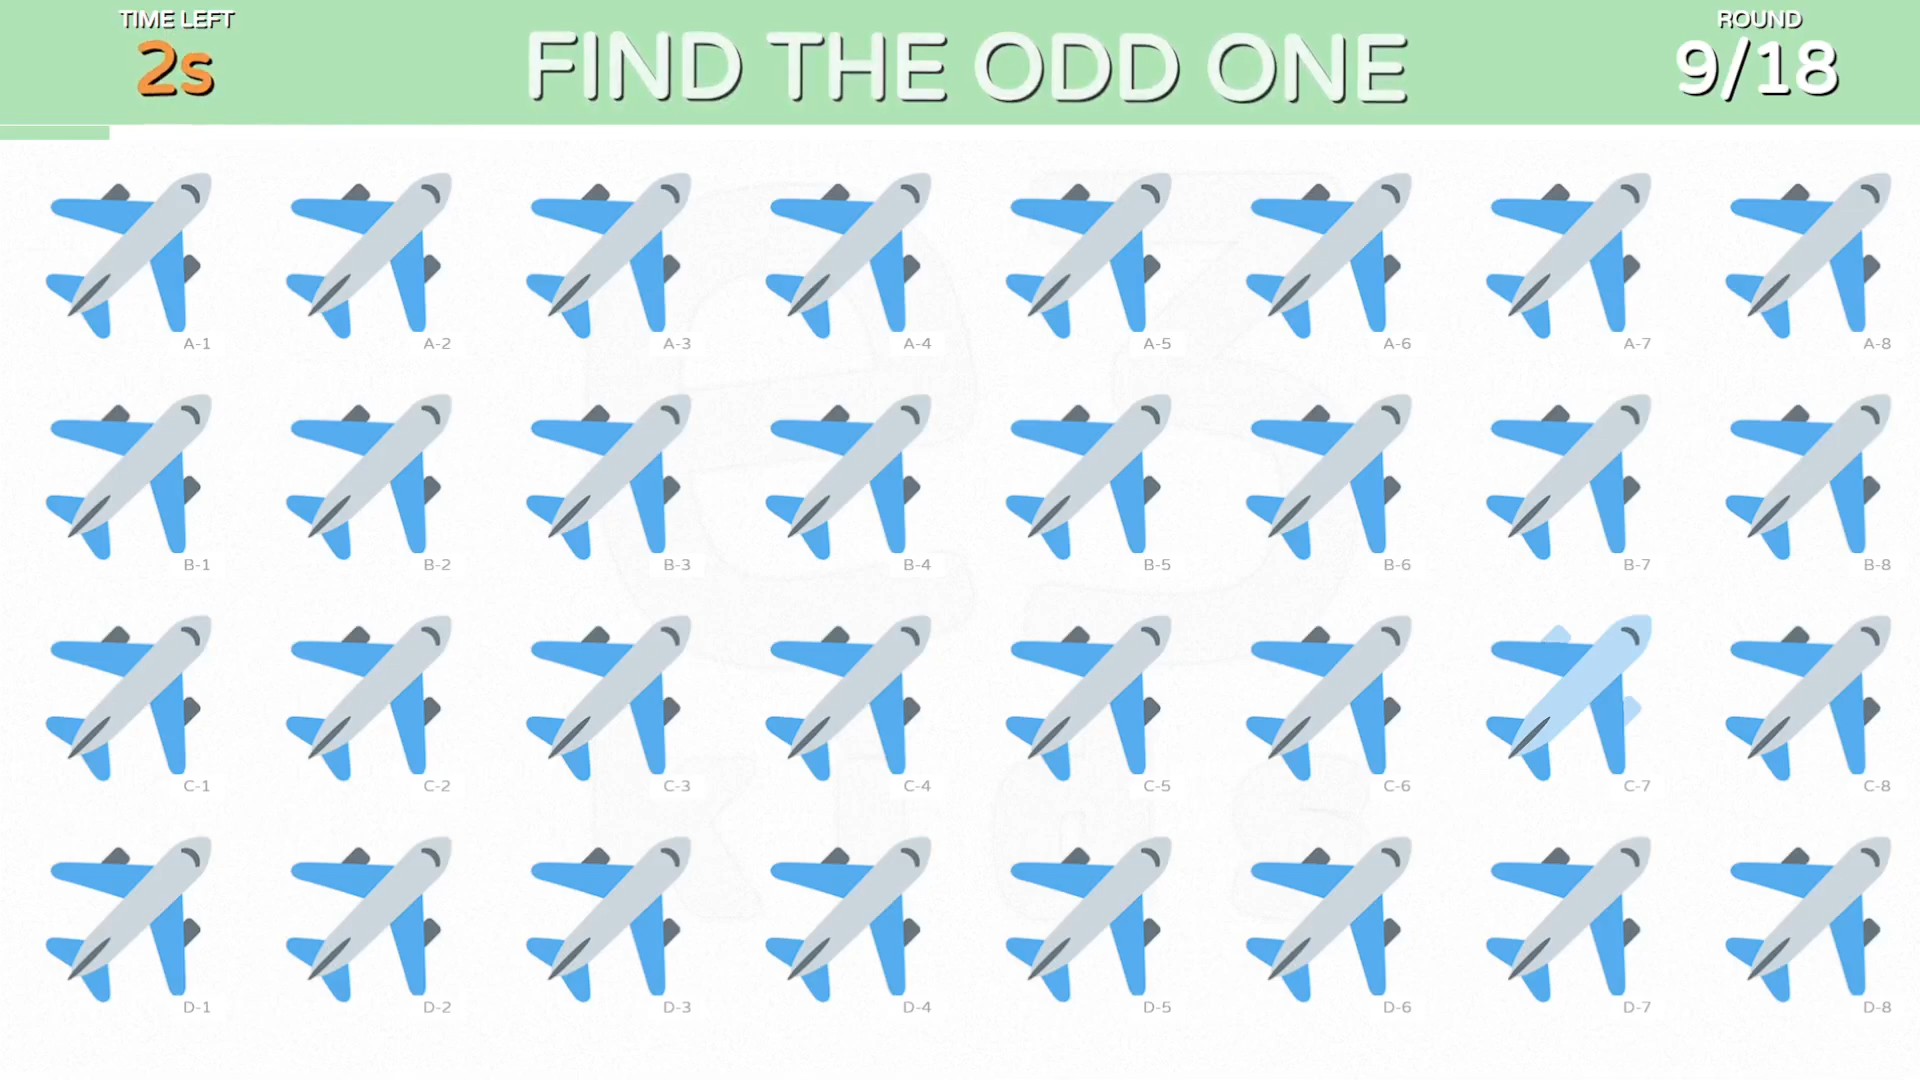 TIME LEFT
2s
FIND THE ODD ONE
ROUND
9/18
A-1 A-2 A-3 A-4 A-5 A-6 A-7 A-8
B-1 B-2 B-3 B-4 B-5 B-6 B-7 B-8
C-1 C-2 C-3 C-4 C-5 C-6 C-7 C-8
D-1 D-2 D-3 D-4 D-5 D-6 D-7 D-8